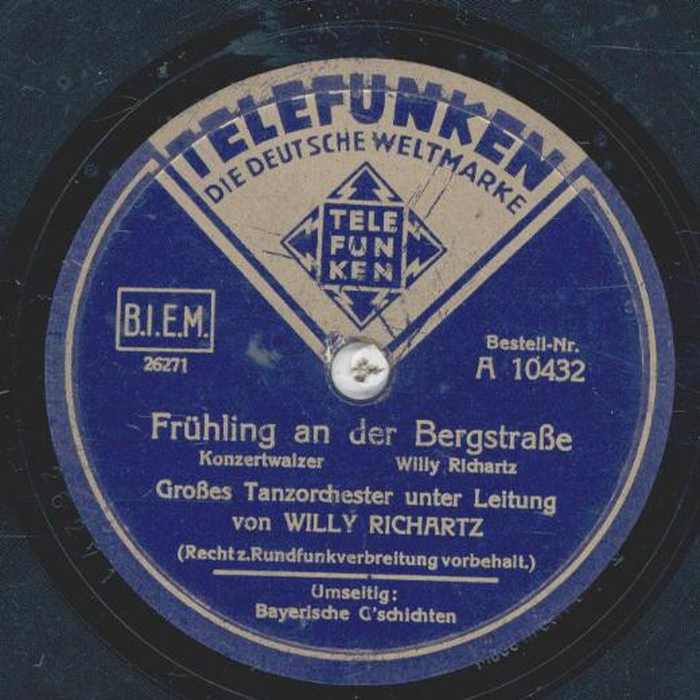 TELEFUNKEN
DIE DEUTSCHE WELTMARKE
TELE
FUN
KEN
B.I.E.M.
26271
Bestell-Nr.
A 10432
Frühling an der Bergstraße
Konzertwalzer Willy Richartz
Großes Tanzorchester unter Leitung
von WILLY RICHARTZ
(Recht z.Rundfunkverbreitung vorbehalt.)
Umseitig:
Bayerische G'schichten